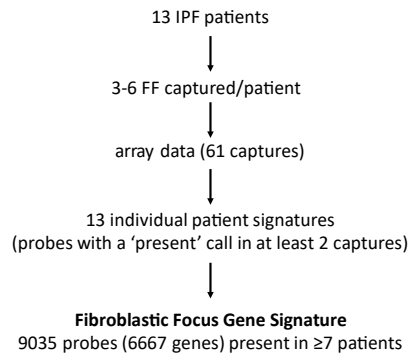 13 IPF patients
3-6 FF captured/patient
array data (61 captures)
13 individual patient signatures
(probes with a ‘present’ call in at least 2 captures)
Fibroblastic Focus Gene Signature
9035 probes (6667 genes) present in ≥7 patients